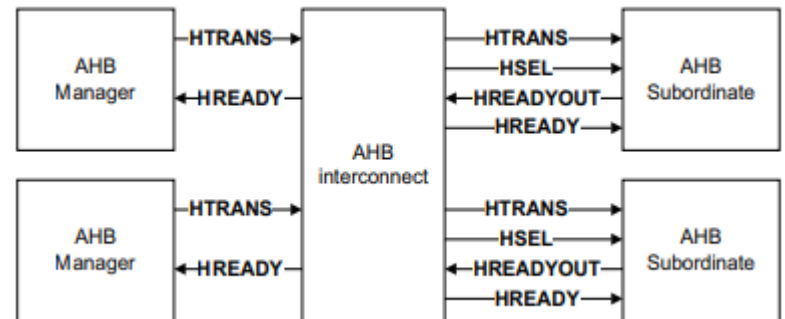 AHB
Manager
HTRANS
HREADY
AHB
interconnect
HTRANS
HSEL
HREADYOUT
HREADY
AHB
Subordinate
AHB
Manager
HTRANS
HREADY
HTRANS
HSEL
HREADYOUT
HREADY
AHB
Subordinate